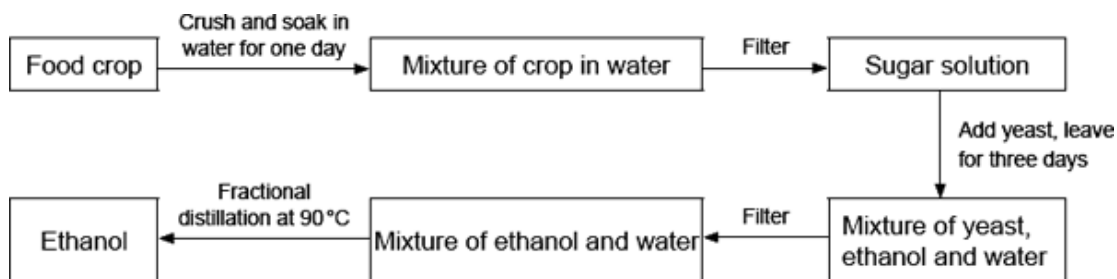 Crush and soak in
water for one day
Filter
Food crop
Mixture of crop in water
Sugar solution
Add yeast, leave
for three days
Fractional
distillation at 90°C
Filter
Ethanol
Mixture of ethanol and water
Mixture of yeast,
ethanol and water